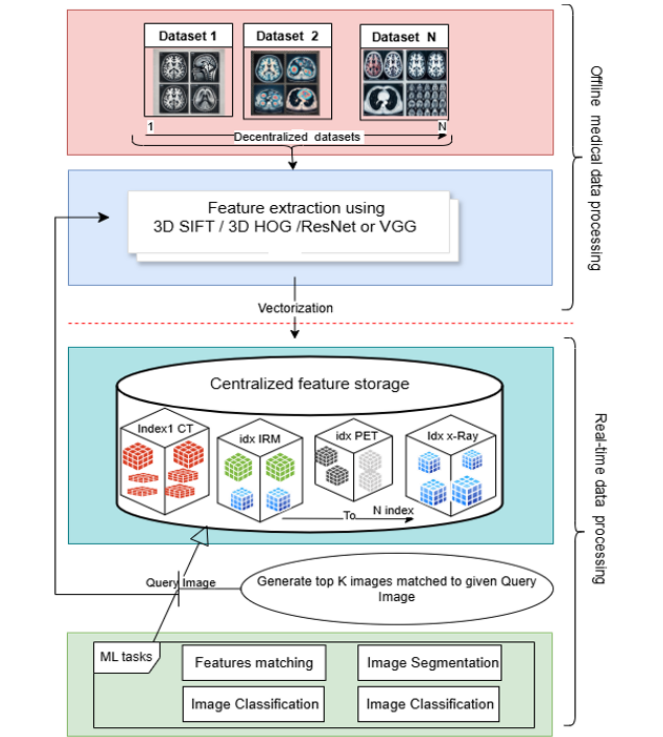 Dataset 1
Dataset 2
Dataset N
1
N
Decentralized datasets
Offline medical data processing
Feature extraction using
3D SIFT / 3D HOG /ResNet or VGG
Vectorization
Centralized feature storage
Index1 CT
idx IRM
idx PET
Idx x-Ray
To
N index
Real-time data processing
Query Image
Generate top K images matched to given Query
Image
ML tasks
Features matching
Image Segmentation
Image Classification
Image Classification